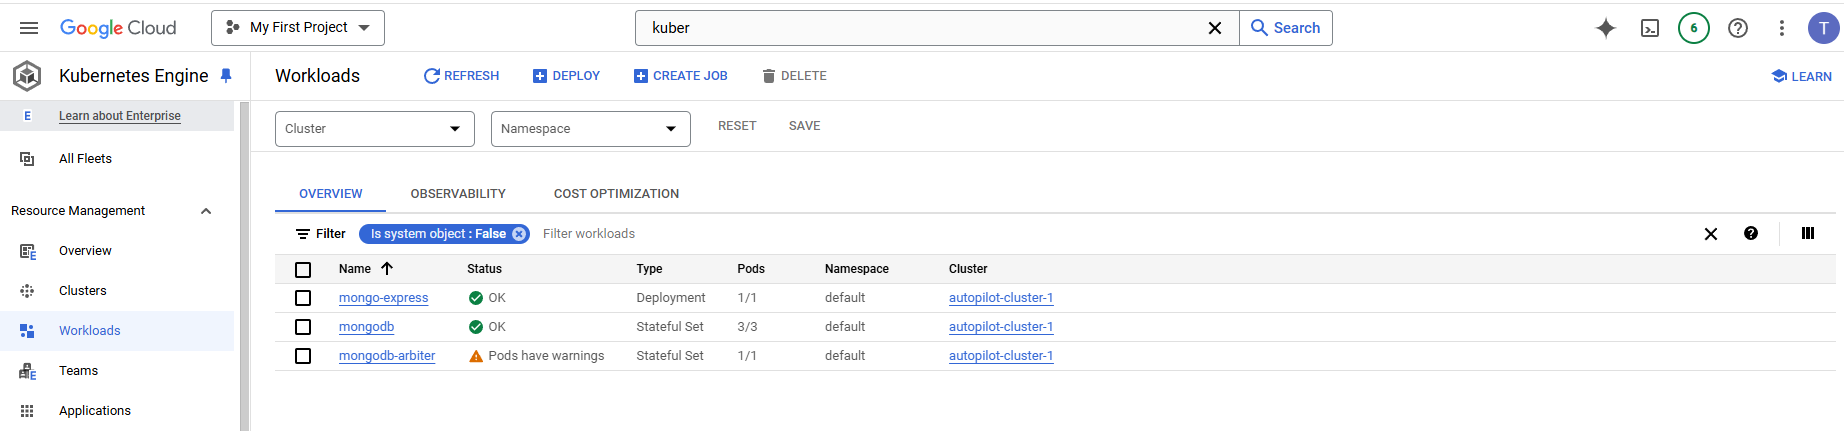 Google Cloud My First Project kuber Search 6 T
Kubernetes Engine Workloads REFRESH DEPLOY CREATE JOB DELETE LEARN
E Learn about Enterprise
Cluster Namespace RESET SAVE
All Fleets
OVERVIEW OBSERVABILITY COST OPTIMIZATION
Resource Management
Filter Is system object : False Filter workloads
Overview
Name Status Type Pods Namespace Cluster
Clusters
mongo-express OK Deployment 1/1 default autopilot-cluster-1
Workloads
mongodb OK Stateful Set 3/3 default autopilot-cluster-1
mongodb-arbiter Pods have warnings Stateful Set 1/1 default autopilot-cluster-1
Teams
Applications